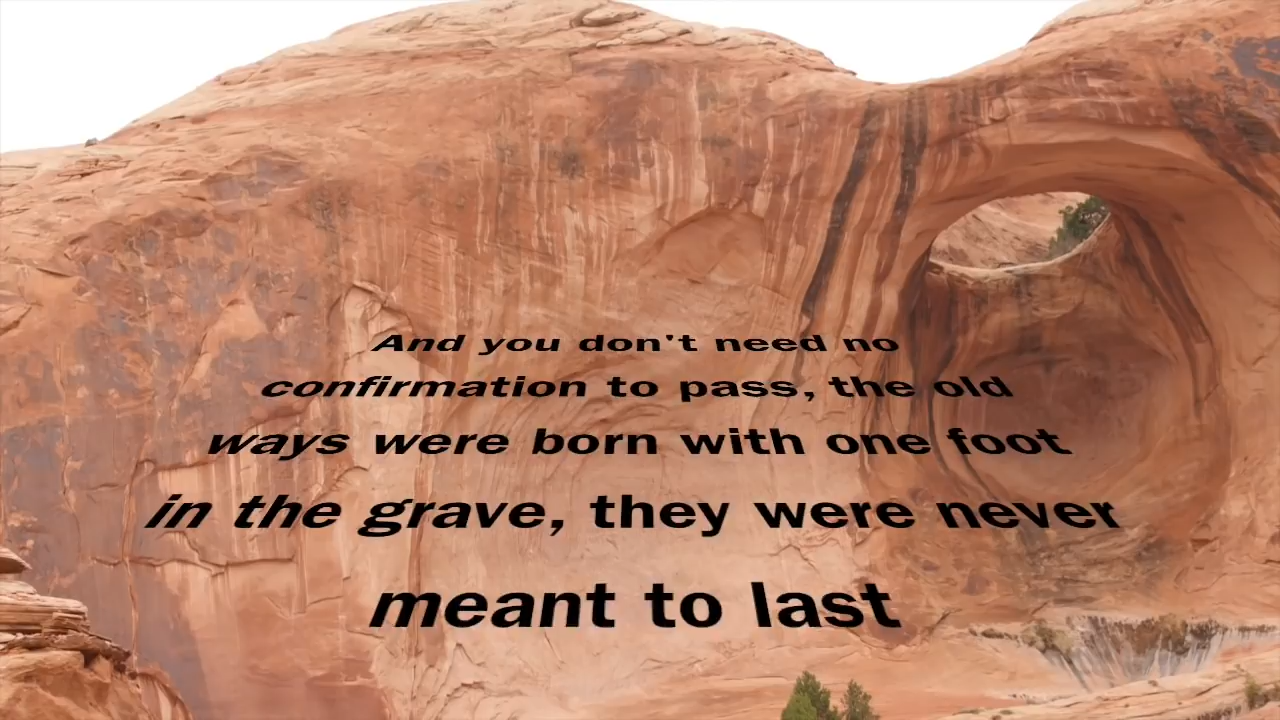 And you don't need no
confirmation to pass, the old
ways were born with one foot
in the grave, they were never
meant to last